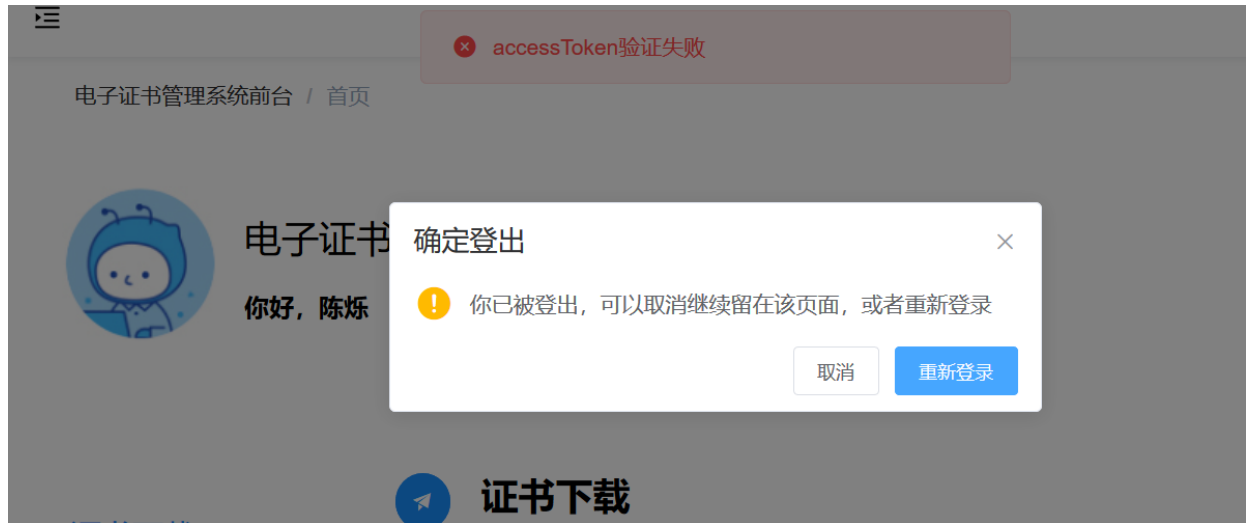 accessToken验证失败
电子证书管理系统前台 / 首页
电子证书
你好，陈烁
确定登出
你已被登出，可以取消继续留在该页面，或者重新登录
取消
重新登录
证书下载